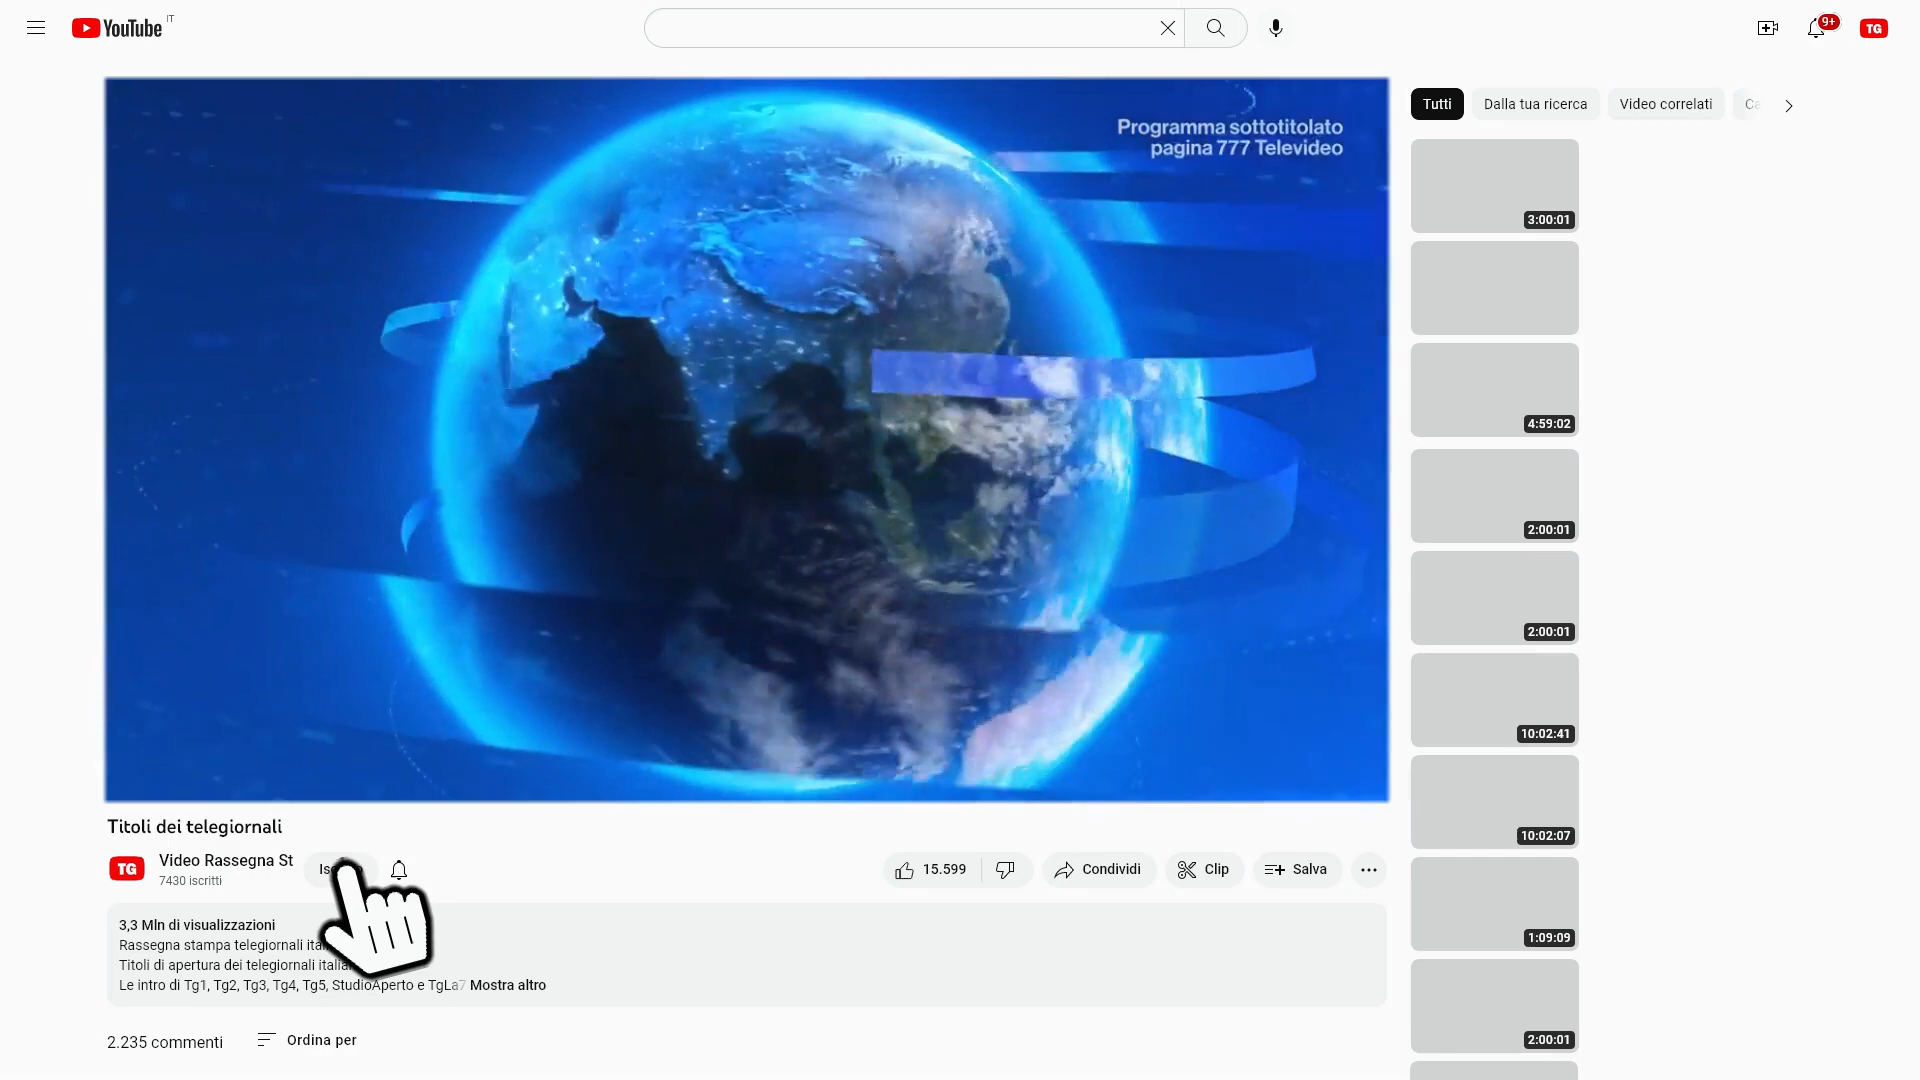 YouTube IT
9+
TG
Programma sottotitolato
pagina 777 Televideo
Tutti
Dalla tua ricerca
Video correlati
3:00:01
4:59:02
2:00:01
2:00:01
10:02:41
10:02:07
1:09:09
2:00:01
Titoli dei telegiornali
TG
Video Rassegna St
7430 iscritti
15.599
Condividi
Clip
Salva
3,3 Mln di visualizzazioni
Rassegna stampa telegiornali
Titoli di apertura dei telegiornali
Le intro di Tg1, Tg2, Tg3, Tg4, Tg5, StudioAperto e TgLa7 Mostra altro
2.235 commenti
Ordina per